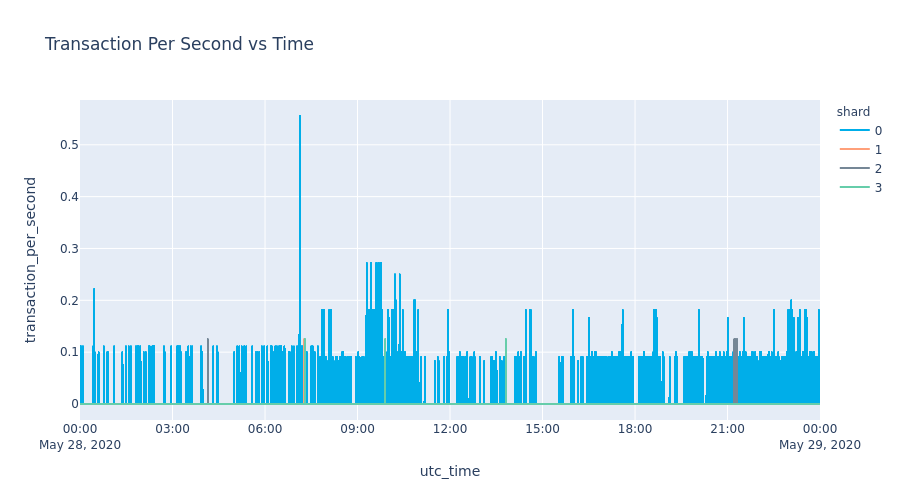 Transaction Per Second vs Time
shard
0
1
2
3
transaction_per_second
0.5
0.4
0.3
0.2
0.1
0
00:00 03:00 06:00 09:00 12:00 15:00 18:00 21:00 00:00
May 28, 2020 May 29, 2020
utc_time